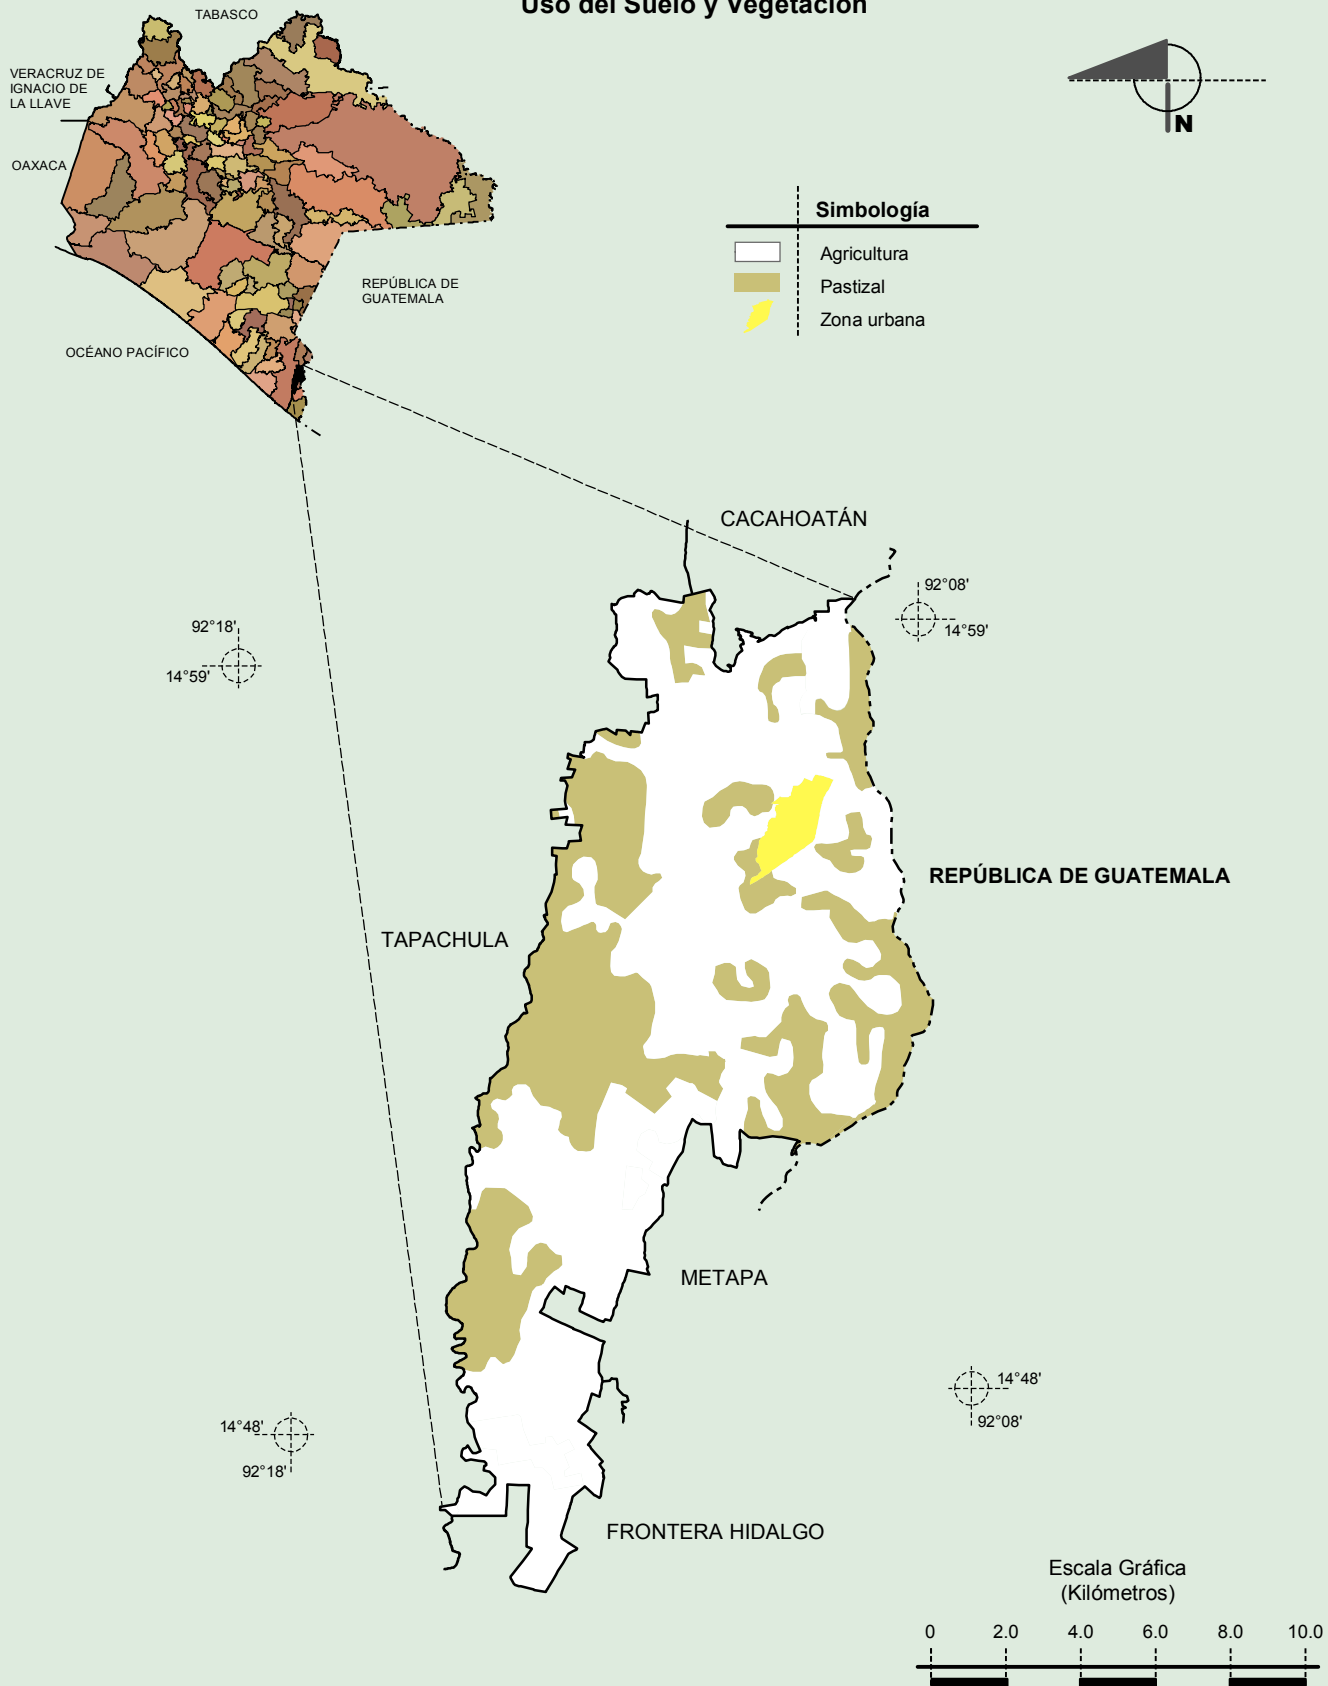 Uso del Suelo y Vegetación
TABASCO
VERACRUZ DE
IGNACIO DE
LA LLAVE
OAXACA
REPÚBLICA DE
GUATEMALA
OCÉANO PACÍFICO
N
Simbología
Agricultura
Pastizal
Zona urbana
CACAHOATÁN
92°08'
14°59'
92°18'
14°59'
REPÚBLICA DE GUATEMALA
TAPACHULA
METAPA
14°48'
92°08'
14°48'
92°18'
FRONTERA HIDALGO
Escala Gráfica
(Kilómetros)
0 2.0 4.0 6.0 8.0 10.0